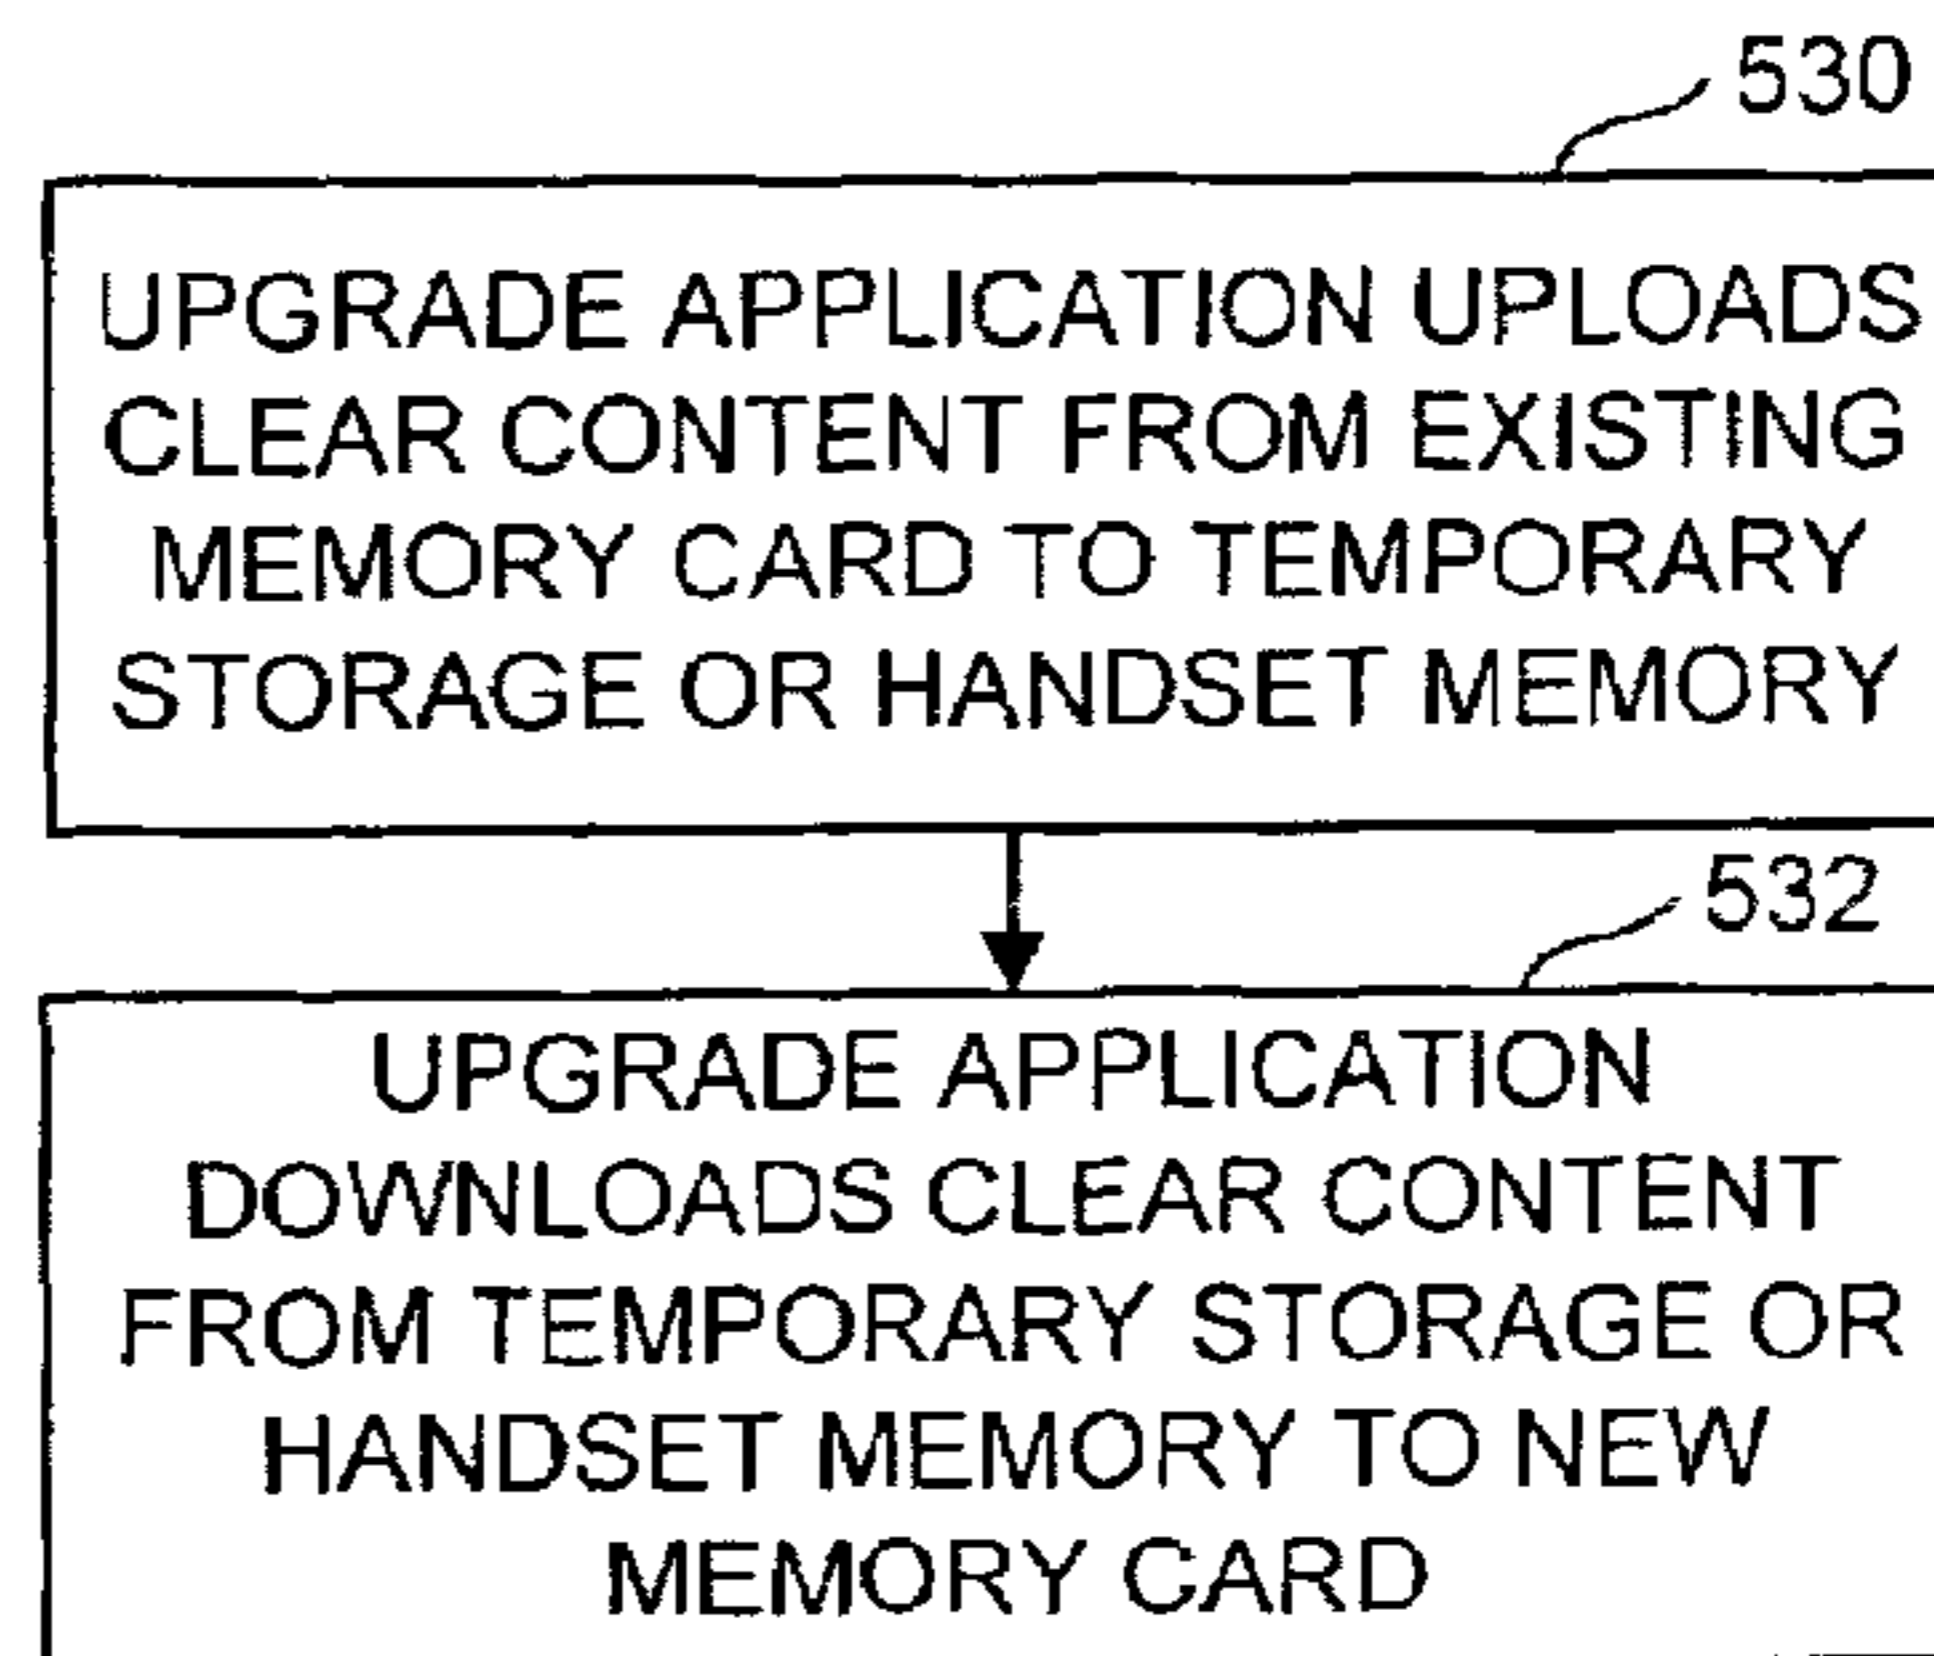 530
UPGRADE APPLICATION UPLOADS
CLEAR CONTENT FROM EXISTING
MEMORY CARD TO TEMPORARY
STORAGE OR HANDSET MEMORY
532
UPGRADE APPLICATION
DOWNLOADS CLEAR CONTENT
FROM TEMPORARY STORAGE OR
HANDSET MEMORY TO NEW
MEMORY CARD